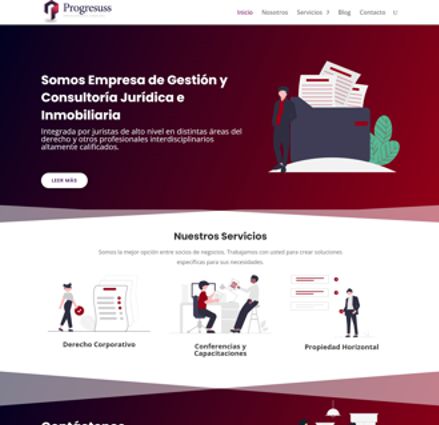 Progresuss
Inicio
Nosotros
Servicios
Blog
Contacto
Somos Empresa de Gestión y
Consultoría Jurídica e
Inmobiliaria
Integrada por juristas de alto nivel en distintas áreas del
derecho y otros profesionales interdisciplinarios
altamente calificados.
LEER MÁS
Nuestros Servicios
Somos la mejor opción entre socios de negocios. Trabajamos con usted para crear soluciones
específicas para sus necesidades.
Derecho Corporativo
Conferencias y
Capacitaciones
Propiedad Horizontal